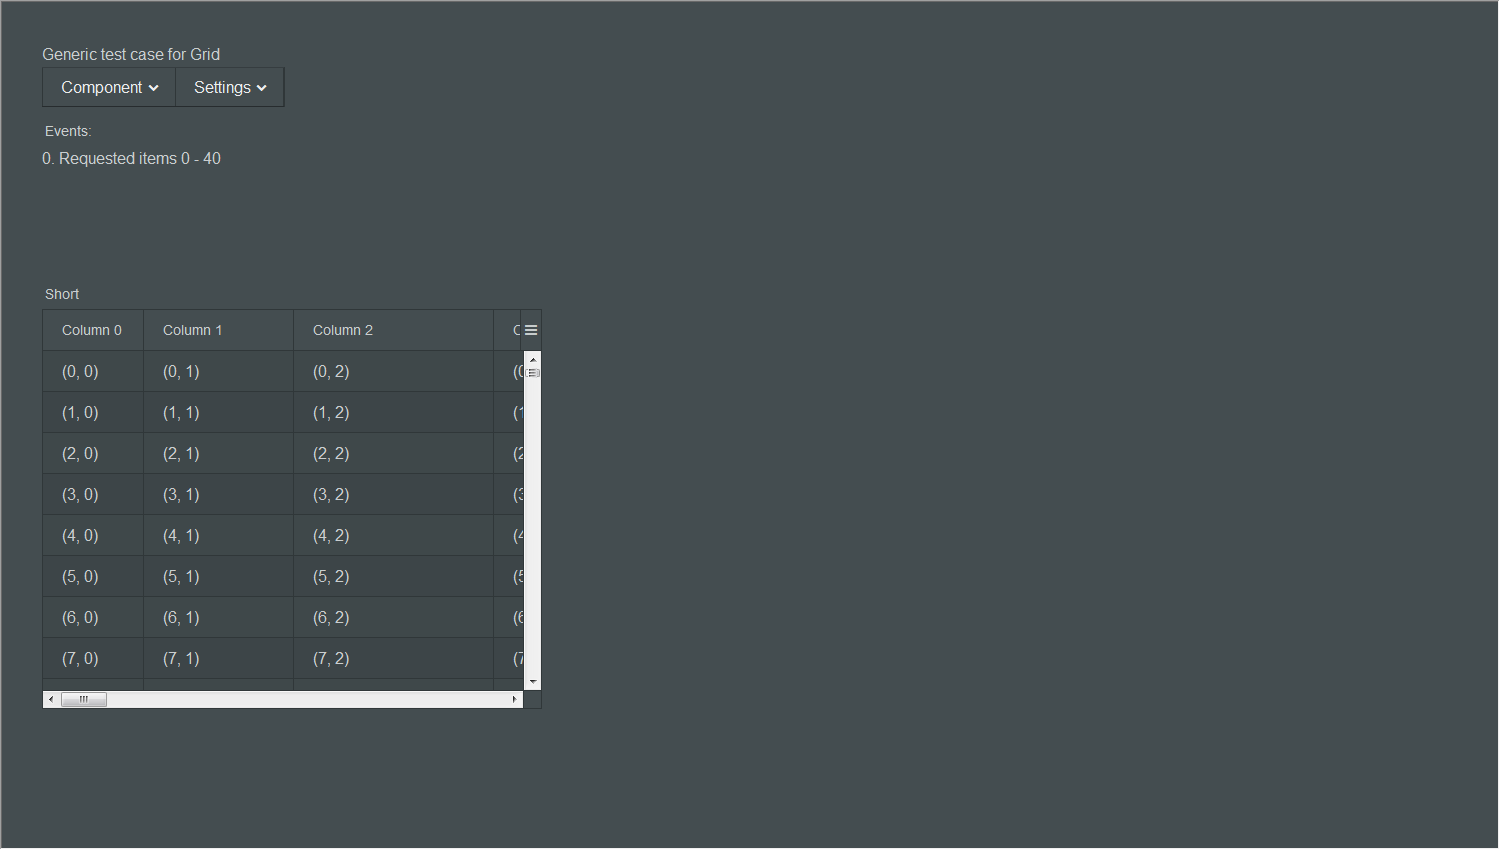 Generic test case for Grid
Component Settings
Events:
0. Requested items 0 - 40
Short
Column 0 Column 1 Column 2
(0, 0) (0, 1) (0, 2)
(1, 0) (1, 1) (1, 2)
(2, 0) (2, 1) (2, 2)
(3, 0) (3, 1) (3, 2)
(4, 0) (4, 1) (4, 2)
(5, 0) (5, 1) (5, 2)
(6, 0) (6, 1) (6, 2)
(7, 0) (7, 1) (7, 2)